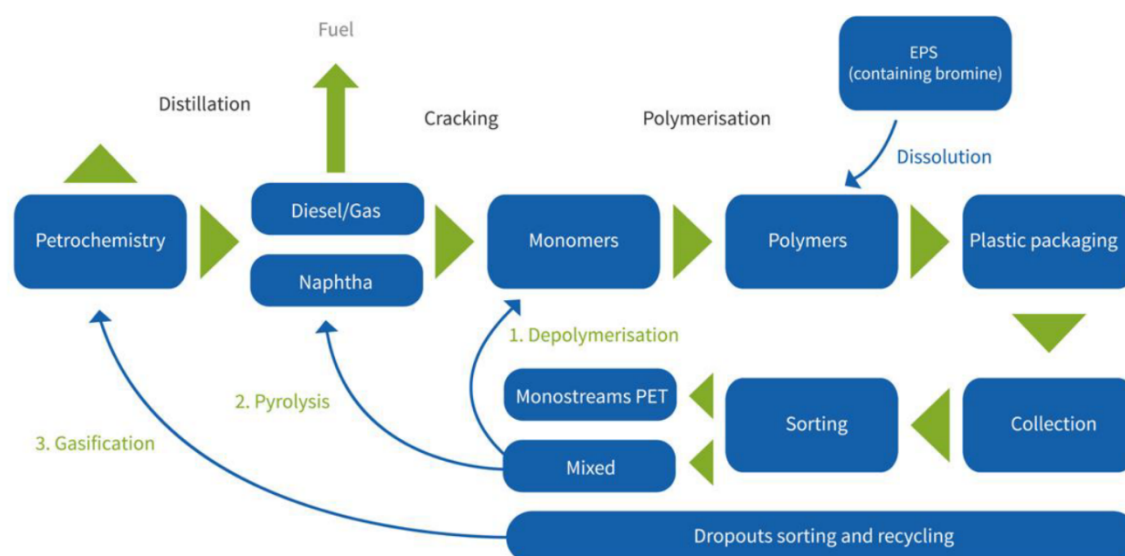 Fuel
EPS
(containing bromine)
Distillation
Cracking
Polymerisation
Dissolution
Petrochemistry
Diesel/Gas
Naphtha
Monomers
Polymers
Plastic packaging
1. Depolymerisation
2. Pyrolysis
3. Gasification
Monostreams PET
Mixed
Sorting
Collection
Dropouts sorting and recycling